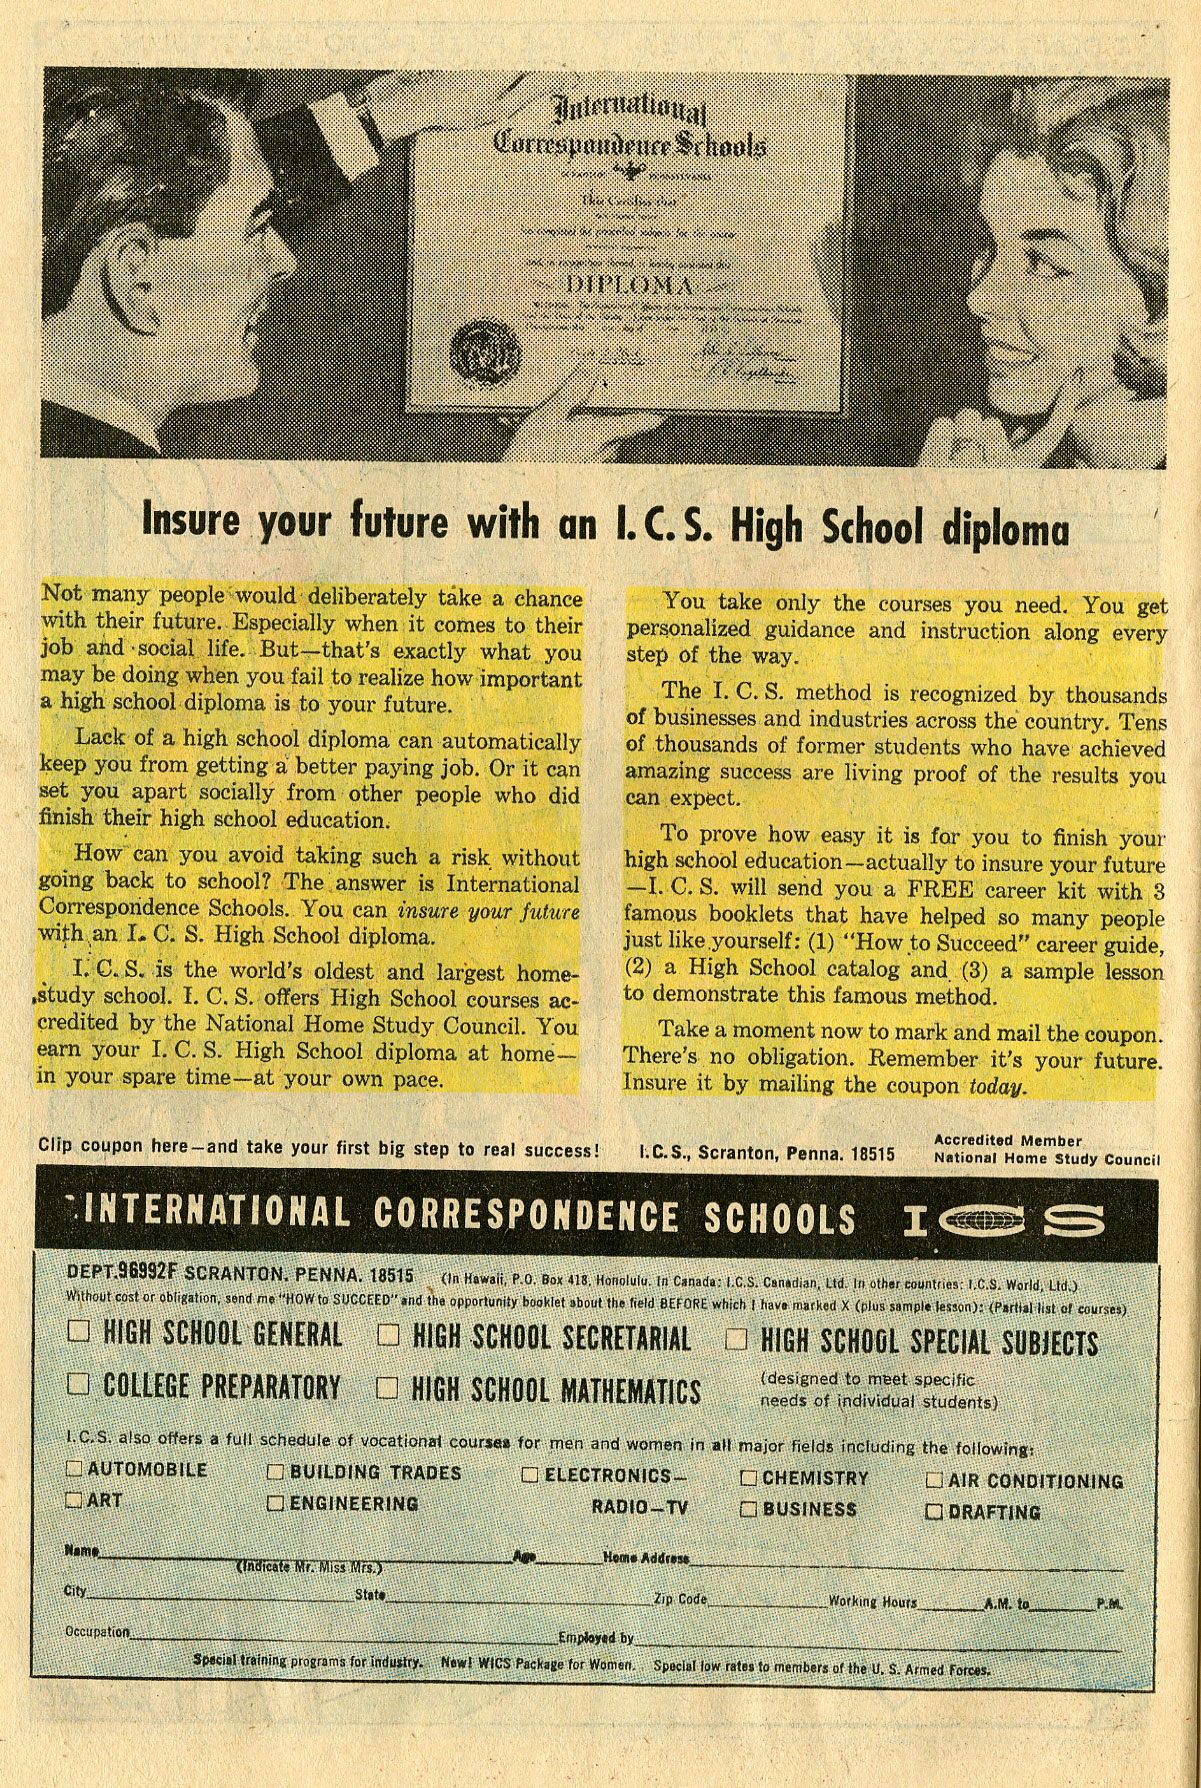 International
Correspondence Schools
SCRANTON PENNSYLVANIA
This Certifies that
has completed the prescribed subjects for the course
DIPLOMA
Insure your future with an I. C. S. High School diploma
Not many people would deliberately take a chance
with their future. Especially when it comes to their
job and social life. But—that's exactly what you
may be doing when you fail to realize how important
a high school diploma is to your future.
Lack of a high school diploma can automatically
keep you from getting a better paying job. Or it can
set you apart socially from other people who did
finish their high school education.
How can you avoid taking such a risk without
going back to school? The answer is International
Correspondence Schools. You can insure your future
with an I. C. S. High School diploma.
I. C. S. is the world's oldest and largest home-
study school. I. C. S. offers High School courses ac-
credited by the National Home Study Council. You
earn your I. C. S. High School diploma at home—
in your spare time—at your own pace.
You take only the courses you need. You get
personalized guidance and instruction along every
step of the way.
The I. C. S. method is recognized by thousands
of businesses and industries across the country. Tens
of thousands of former students who have achieved
amazing success are living proof of the results you
can expect.
To prove how easy it is for you to finish your
high school education—actually to insure your future
—I. C. S. will send you a FREE career kit with 3
famous booklets that have helped so many people
just like yourself: (1) "How to Succeed" career guide,
(2) a High School catalog and (3) a sample lesson
to demonstrate this famous method.
Take a moment now to mark and mail the coupon.
There's no obligation. Remember it's your future.
Insure it by mailing the coupon today.
Clip coupon here—and take your first big step to real success!
I.C.S., Scranton, Penna. 18515
Accredited Member
National Home Study Council
INTERNATIONAL CORRESPONDENCE SCHOOLS ICS
DEPT.96992F SCRANTON, PENNA. 18515 (In Hawaii, P.O. Box 418, Honolulu. In Canada: I.C.S. Canadian, Ltd. In other countries: I.C.S. World, Ltd.)
Without cost or obligation, send me "HOW to SUCCEED" and the opportunity booklet about the field BEFORE which I have marked X (plus sample lesson): (Partial list of courses)
HIGH SCHOOL GENERAL HIGH SCHOOL SECRETARIAL HIGH SCHOOL SPECIAL SUBJECTS
COLLEGE PREPARATORY HIGH SCHOOL MATHEMATICS (designed to meet specific
needs of individual students)
I.C.S. also offers a full schedule of vocational courses for men and women in all major fields including the following:
AUTOMOBILE BUILDING TRADES ELECTRONICS— CHEMISTRY AIR CONDITIONING
ART ENGINEERING RADIO—TV BUSINESS DRAFTING
Name Age Home Address
(Indicate Mr. Miss Mrs.)
City State Zip Code Working Hours A.M. to P.M.
Occupation Employed by
Special training programs for industry. New! WICS Package for Women. Special low rates to members of the U. S. Armed Forces.